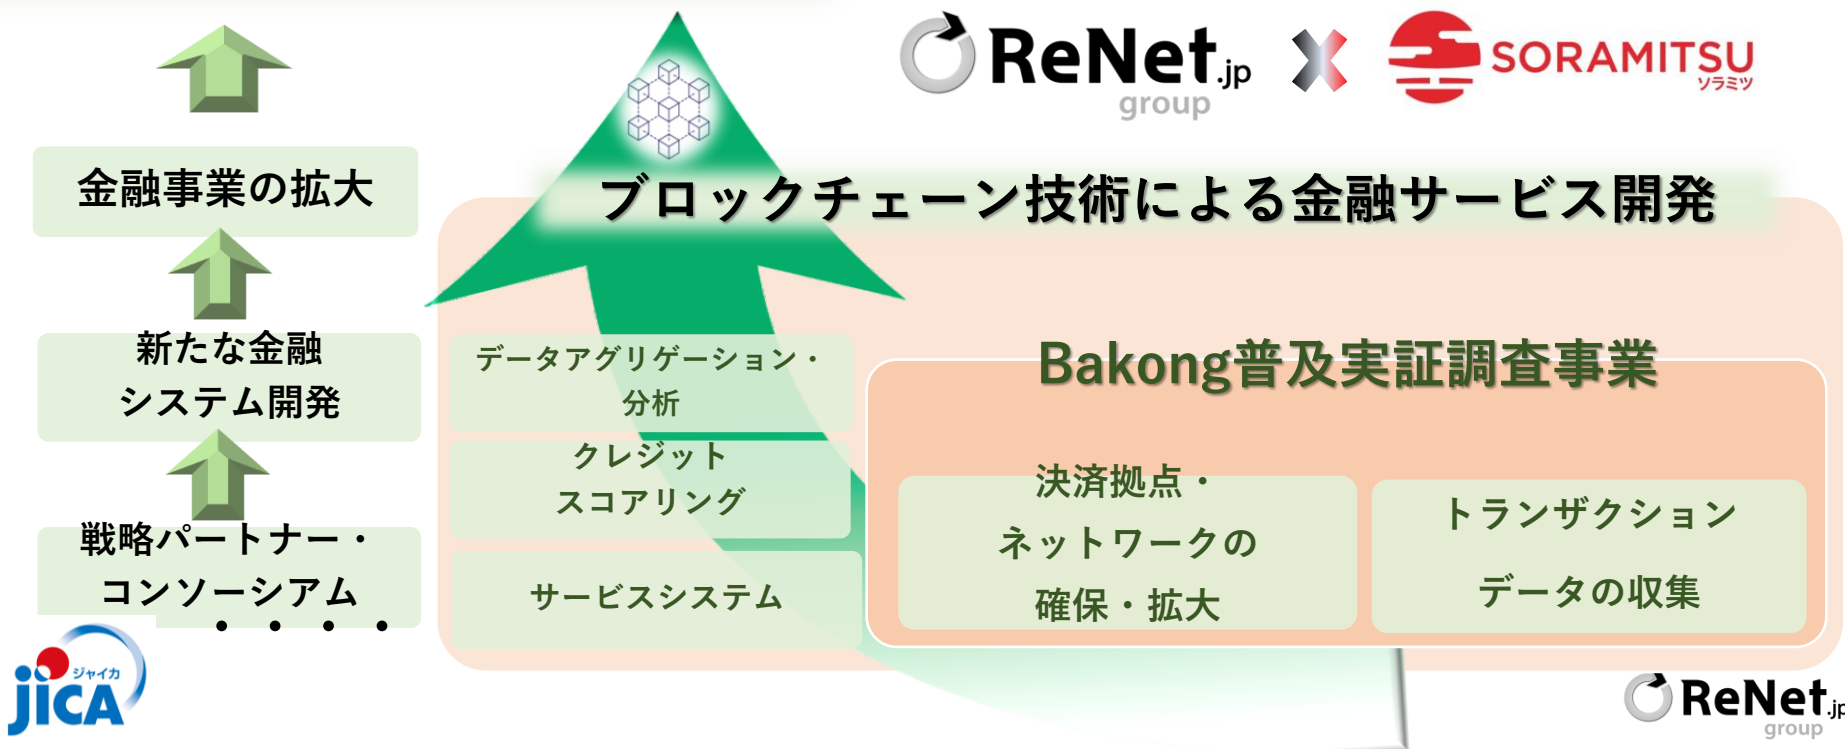 ReNet.jp
group
X
SORAMITSU
ソラミツ
金融事業の拡大
ブロックチェーン技術による金融サービス開発
新たな金融
システム開発
戦略パートナー・
コンソーシアム
・・・・
データアグリゲーション・
分析
クレジット
スコアリング
サービスシステム
Bakong普及実証調査事業
決済拠点・
ネットワークの
確保・拡大
トランザクション
データの収集
ジャイカ
jICA
ReNet.jp
group